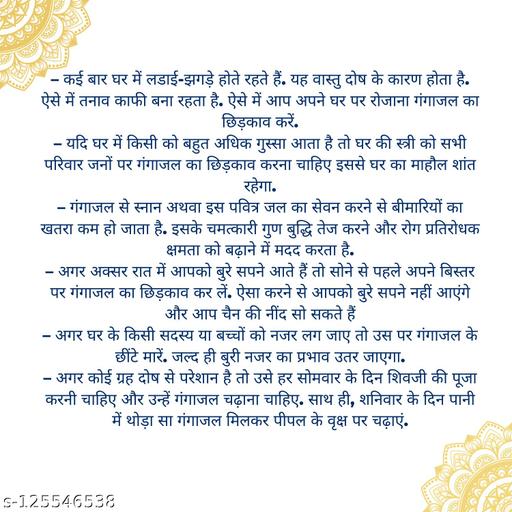 – कई बार घर में लडाई-झगड़े होते रहते हैं. यह वास्तु दोष के कारण होता है.
ऐसे में तनाव काफी बना रहता है. ऐसे में आप अपने घर पर रोजाना गंगाजल का
छिड़काव करें.
– यदि घर में किसी को बहुत अधिक गुस्सा आता है तो घर की स्त्री को सभी
परिवार जनों पर गंगाजल का छिड़काव करना चाहिए इससे घर का माहौल शांत
रहेगा.
– गंगाजल से स्नान अथवा इस पवित्र जल का सेवन करने से बीमारियों का
खतरा कम हो जाता है. इसके चमत्कारी गुण बुद्धि तेज करने और रोग प्रतिरोधक
क्षमता को बढ़ाने में मदद करता है.
– अगर अक्सर रात में आपको बुरे सपने आते हैं तो सोने से पहले अपने बिस्तर
पर गंगाजल का छिड़काव कर लें. ऐसा करने से आपको बुरे सपने नहीं आएंगे
और आप चैन की नींद सो सकते हैं
– अगर घर के किसी सदस्य या बच्चों को नजर लग जाए तो उस पर गंगाजल के
छींटे मारें. जल्द ही बुरी नजर का प्रभाव उतर जाएगा.
– अगर कोई ग्रह दोष से परेशान है तो उसे हर सोमवार के दिन शिवजी की पूजा
करनी चाहिए और उन्हें गंगाजल चढ़ाना चाहिए. साथ ही, शनिवार के दिन पानी
में थोड़ा सा गंगाजल मिलकर पीपल के वृक्ष पर चढ़ाएं.
s-125546538